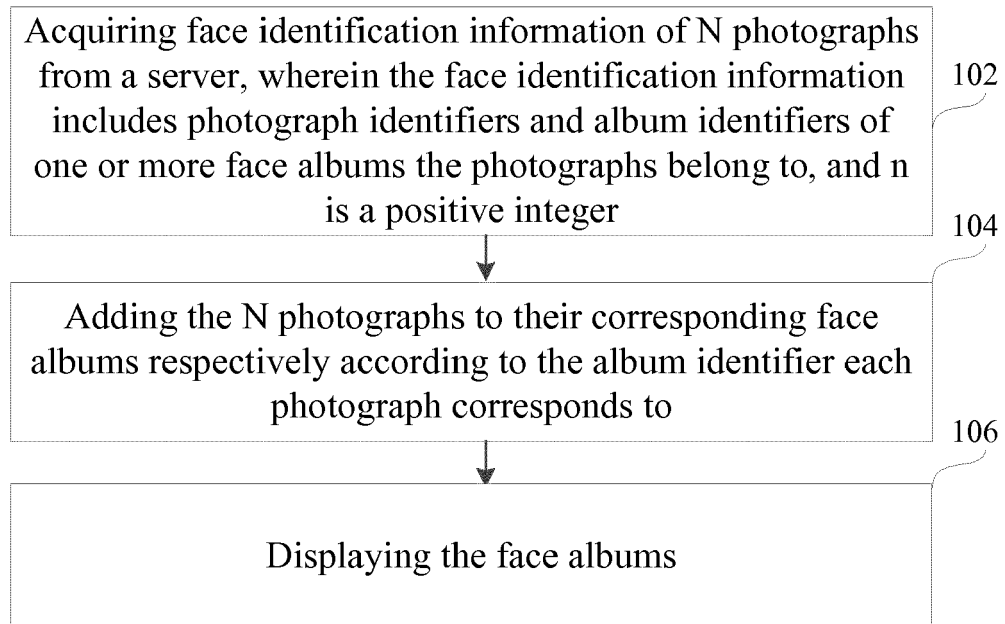 Acquiring face identification information of N photographs
from a server, wherein the face identification information
includes photograph identifiers and album identifiers of
one or more face albums the photographs belong to, and n
is a positive integer
102
104
Adding the N photographs to their corresponding face
albums respectively according to the album identifier each
photograph corresponds to
106
Displaying the face albums